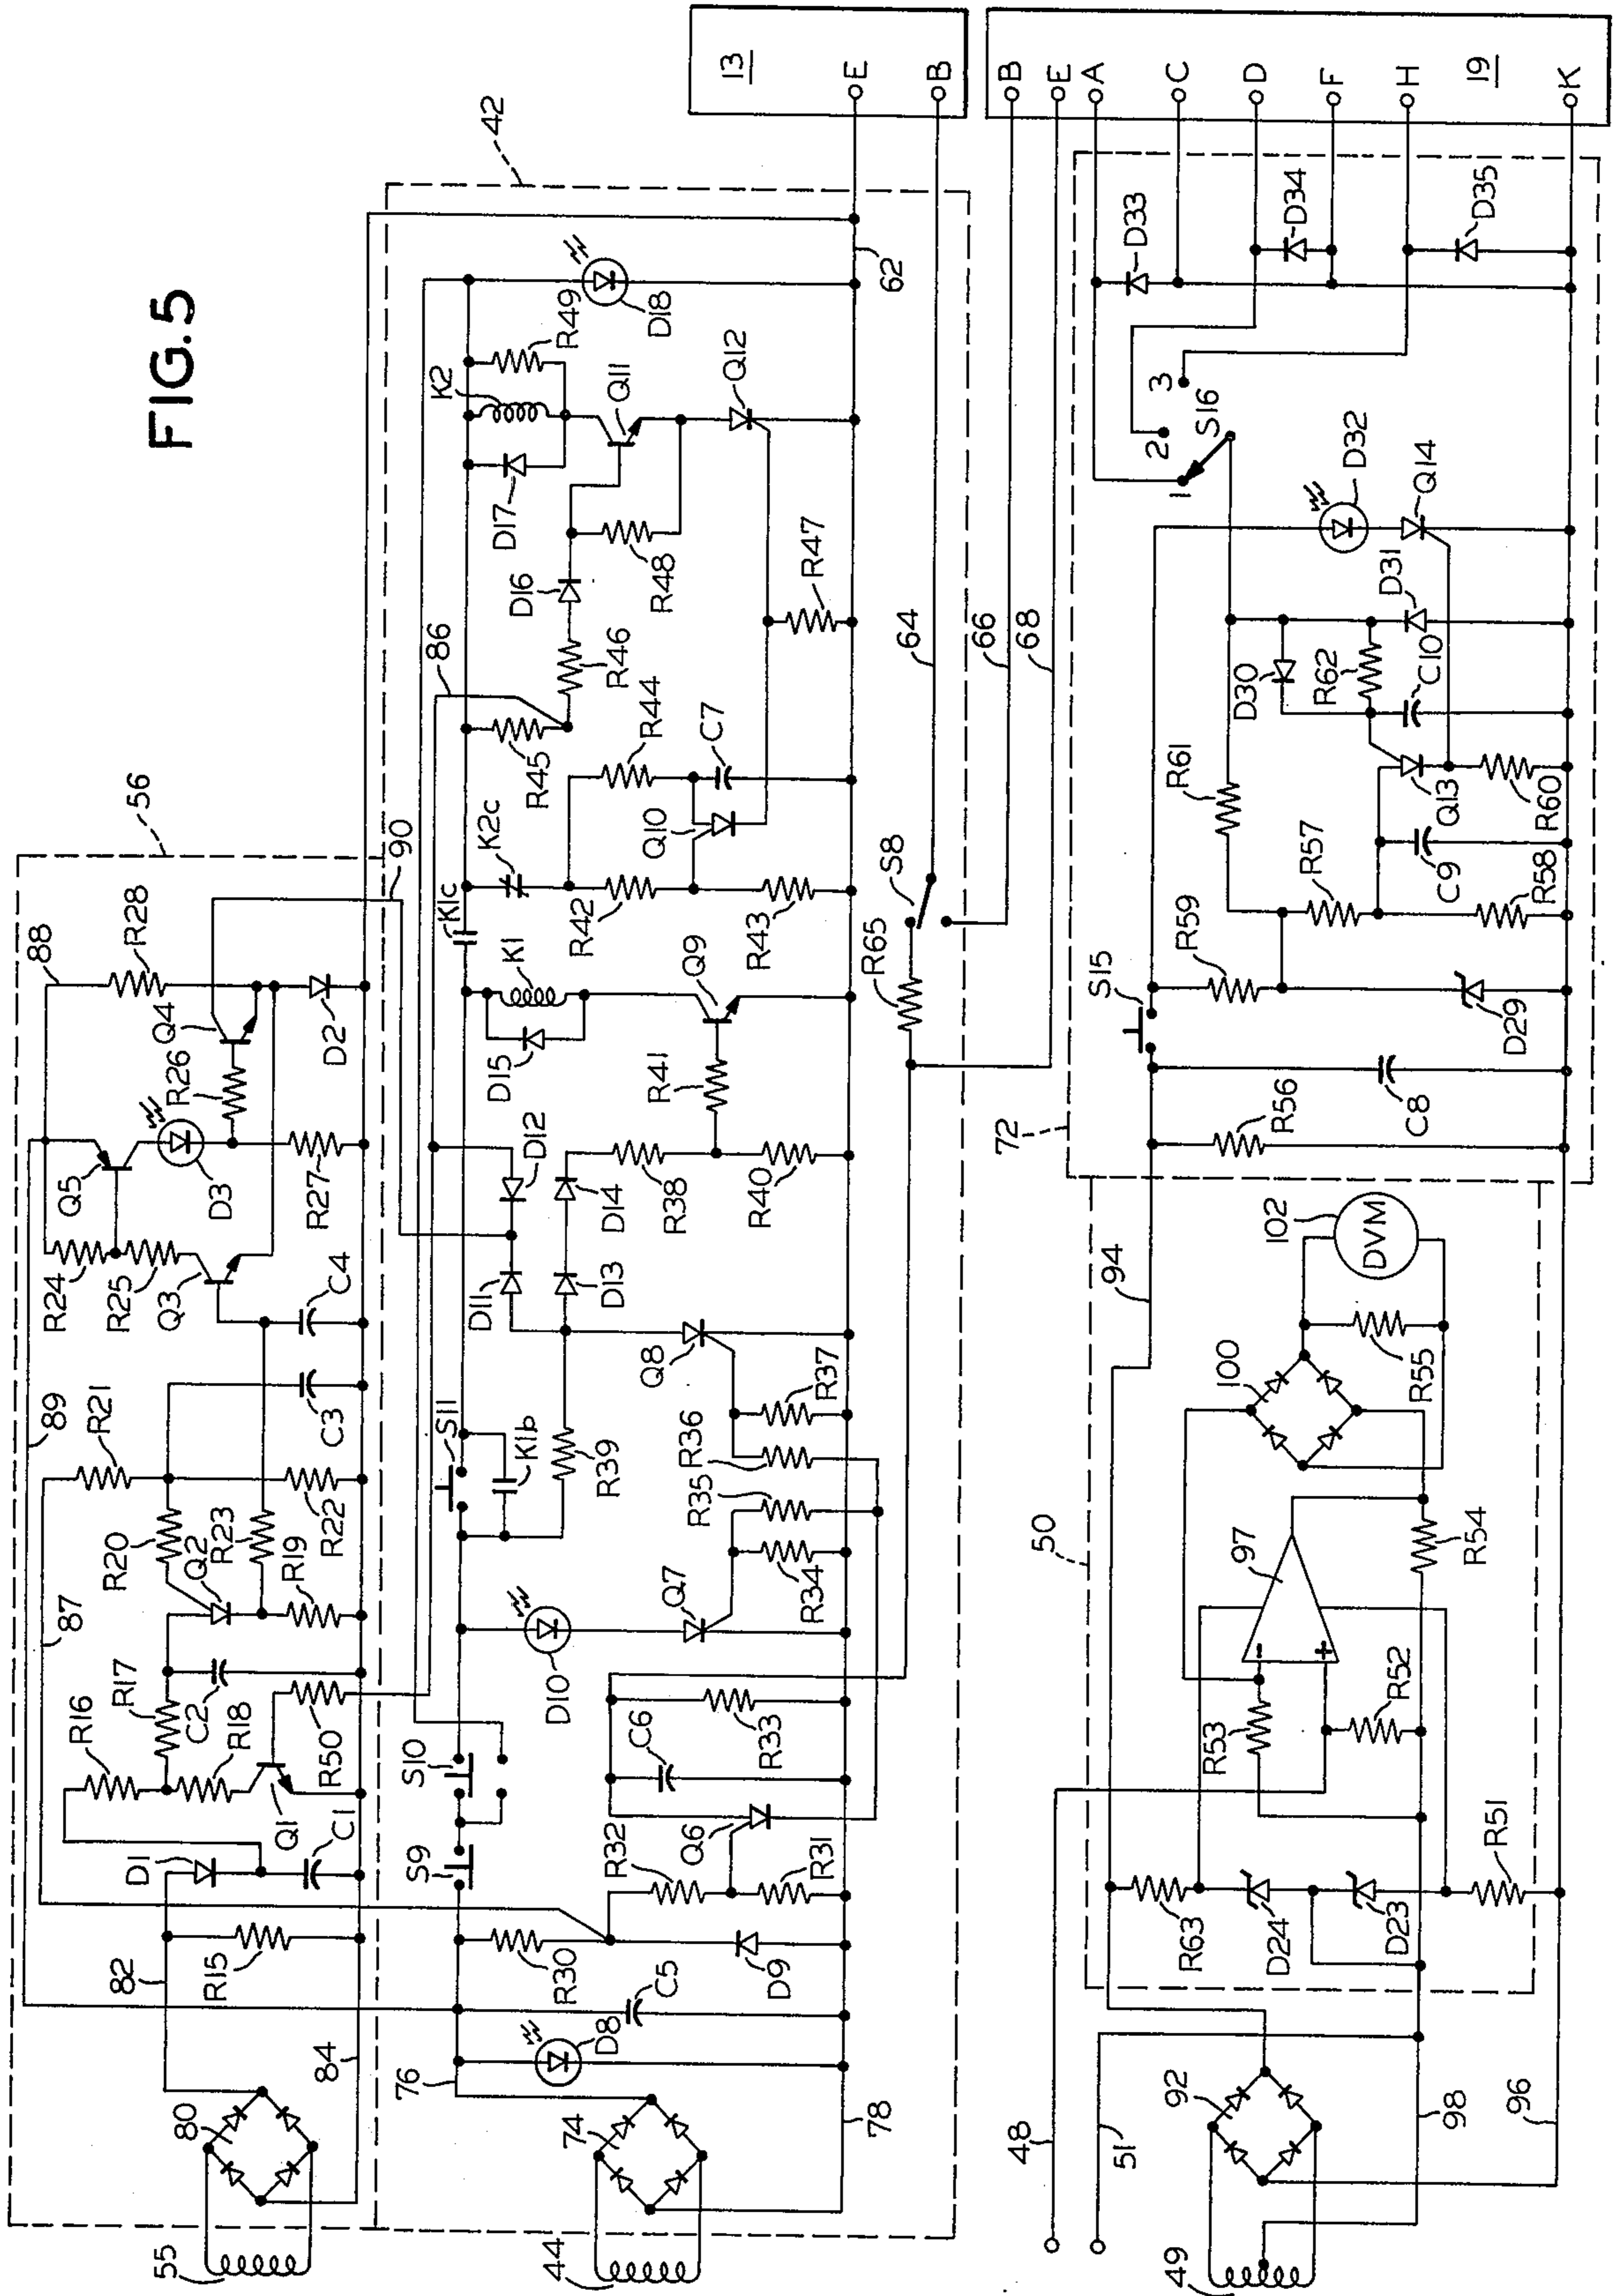 FIG.5
13
E
B
B
E
A
C
D
F
H
19
K
42
56
90
88
R28
Q4
R26
D2
Q5
D3
R27
R24
R25
Q3
C4
89
R21
C3
R20
Q2
R23
R19
R22
87
R17
C2
R16
R18
R50
Q1
D1
C1
82
R15
84
80
55
62
D18
R49
K2
Q11
Q12
D17
R48
D16
R47
86
R46
R45
R44
C7
Q10
K2c
K1c
R42
R43
K1
Q9
D15
R41
D12
D14
R38
R40
D11
D13
Q8
R37
S11
K1b
R39
R36
R35
R34
Q7
D10
S10
C6
R33
S9
R32
Q6
R31
R30
D9
C5
D8
76
74
78
44
64
66
68
S8
R65
D33
D34
D35
3
2
1
S16
D32
Q14
D31
D30
R62
C10
R61
Q13
R60
R57
C9
R58
R59
S15
D29
C8
R56
72
94
102
DVM
100
R55
50
97
-
+
R54
R53
R52
R51
R63
D24
D23
48
51
92
98
96
49